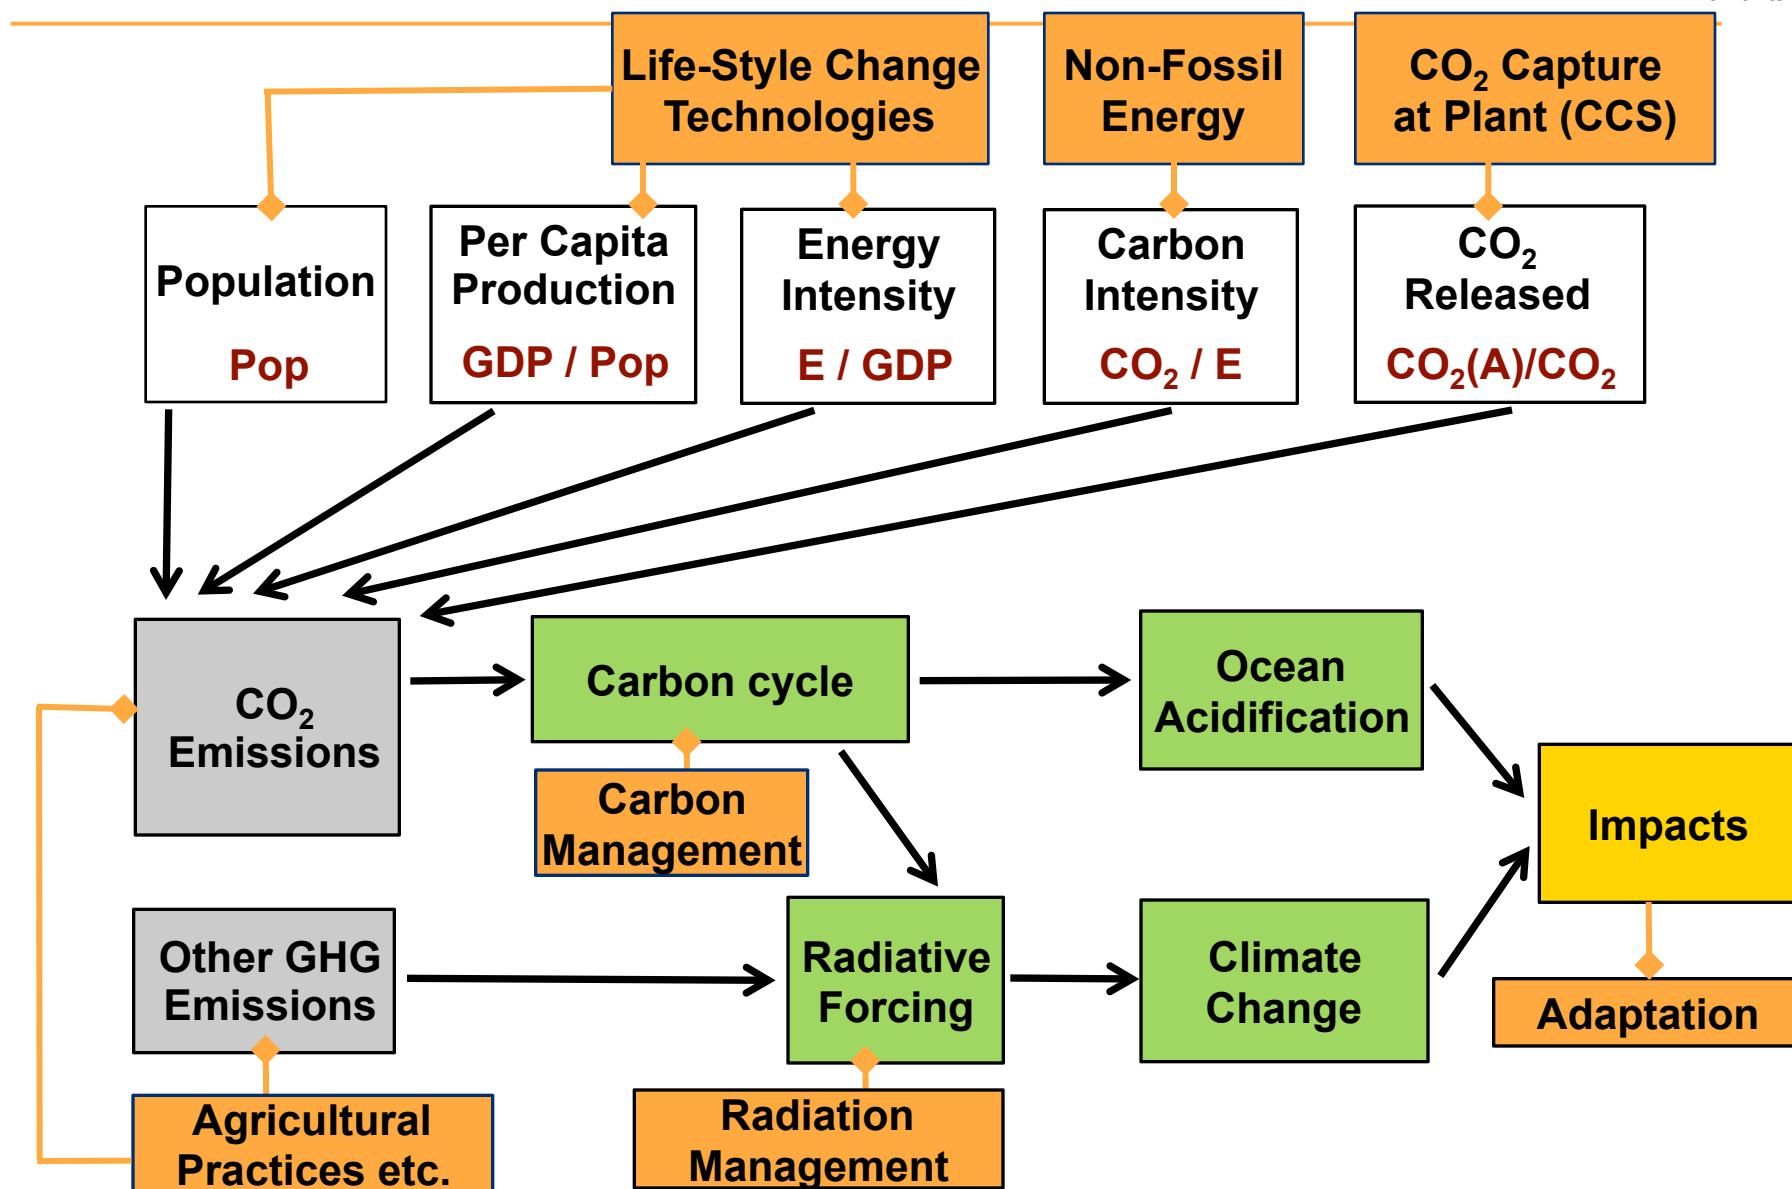 Life-Style Change
Technologies
Non-Fossil
Energy
CO₂ Capture
at Plant (CCS)
Population
Pop
Per Capita
Production
GDP / Pop
Energy
Intensity
E / GDP
Carbon
Intensity
CO₂ / E
CO₂
Released
CO₂(A)/CO₂
CO₂
Emissions
Carbon cycle
Ocean
Acidification
Carbon
Management
Impacts
Other GHG
Emissions
Radiative
Forcing
Climate
Change
Adaptation
Agricultural
Practices etc.
Radiation
Management